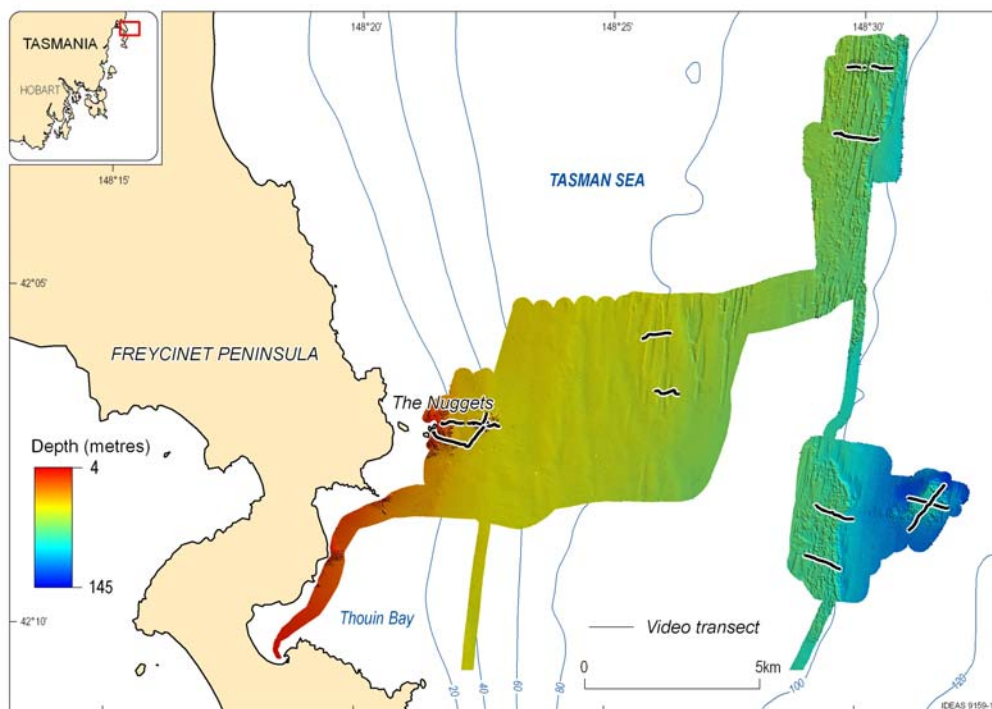 148°20'
148°25'
148°30'
TASMANIA
HOBART
148°15'
TASMAN SEA
42°05'
FREYCINET PENINSULA
The Nuggets
Depth (metres)
4
145
Thouin Bay
Video transect
0
5km
42°10'
20
40
60
80
100
120